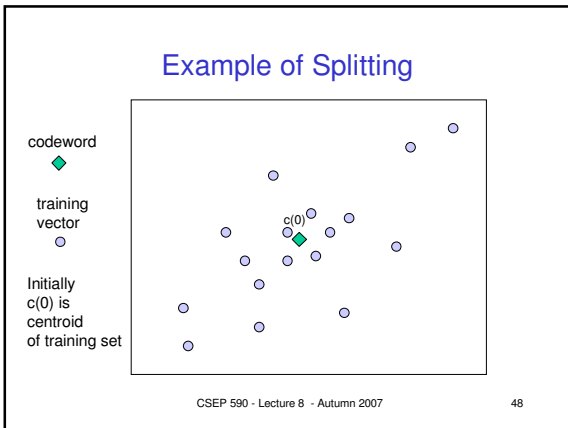 Example of Splitting
codeword
training
vector
c(0)
Initially
c(0) is
centroid
of training set
CSEP 590 - Lecture 8 - Autumn 2007
48